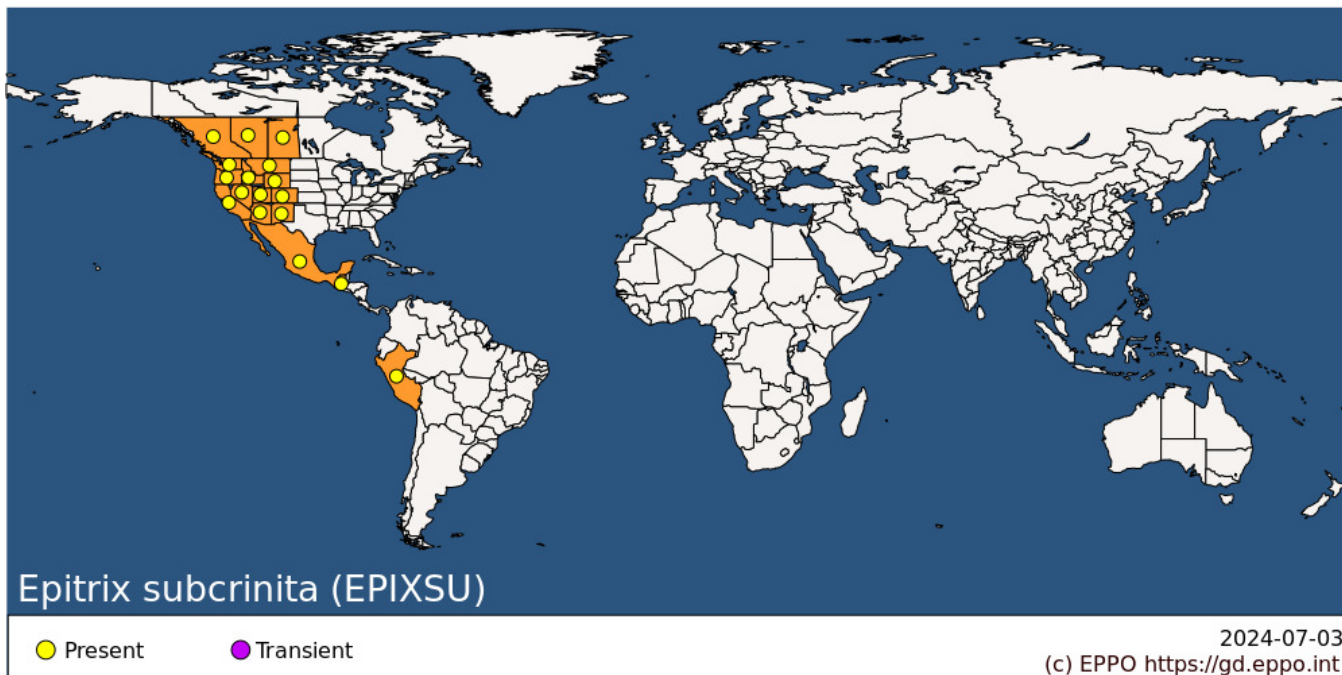 Epitrix subcrinita (EPIXSU)
Present
Transient
2024-07-03
(c) EPPO https://gd.eppo.int